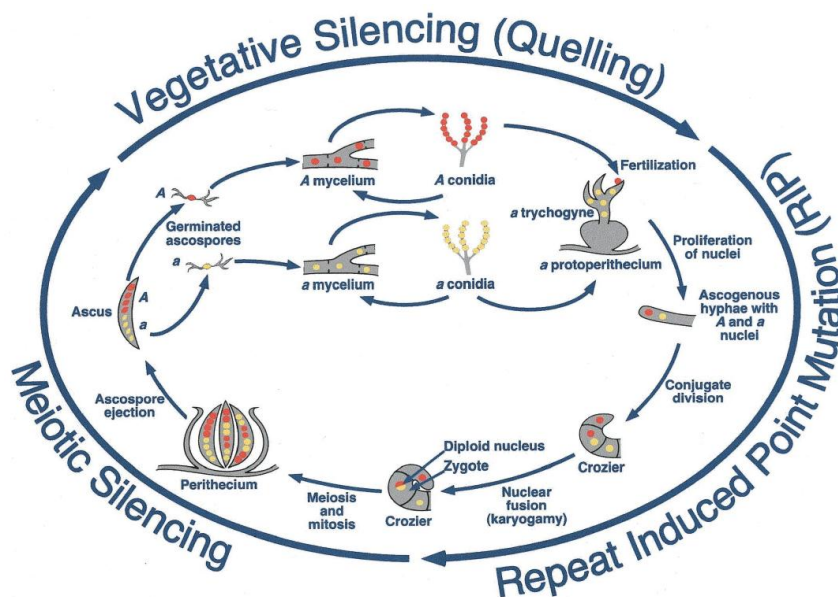 Vegetative Silencing (Quelling)
Repeat Induced Point Mutation (RIP)
Meiotic Silencing
A
Germinated
ascospores
a
A mycelium
A conidia
a mycelium
a conidia
Fertilization
a trychogyne
a protoperithecium
Proliferation
of nuclei
Ascogenous
hyphae with
A and a
nuclei
Conjugate
division
Crozier
Nuclear
fusion
(karyogamy)
Diploid nucleus
Zygote
Crozier
Meiosis
and
mitosis
Perithecium
Ascospore
ejection
Ascus
A
a